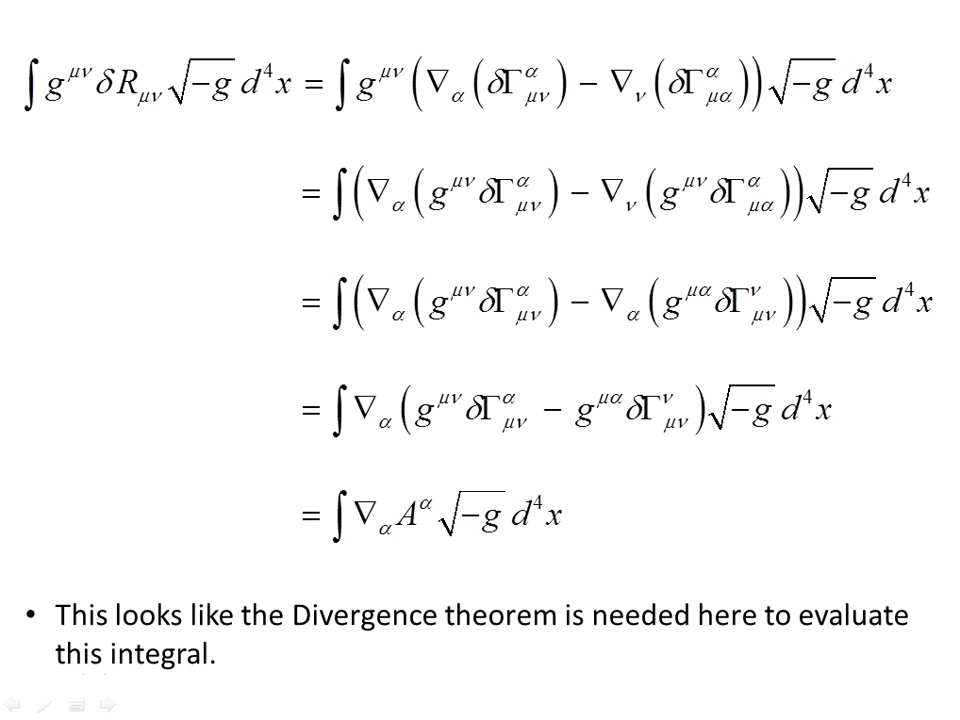 ∫ g^{μν} δR_{μν} √−g d⁴x = ∫ g^{μν} (∇_α (δΓ^α_{μν}) − ∇_ν (δΓ^α_{μα})) √−g d⁴x
= ∫ (∇_α (g^{μν} δΓ^α_{μν}) − ∇_ν (g^{μν} δΓ^α_{μα})) √−g d⁴x
= ∫ (∇_α (g^{μν} δΓ^α_{μν}) − ∇_α (g^{μα} δΓ^ν_{μν})) √−g d⁴x
= ∫ ∇_α (g^{μν} δΓ^α_{μν} − g^{μα} δΓ^ν_{μν}) √−g d⁴x
= ∫ ∇_α A^α √−g d⁴x
• This looks like the Divergence theorem is needed here to evaluate
this integral.